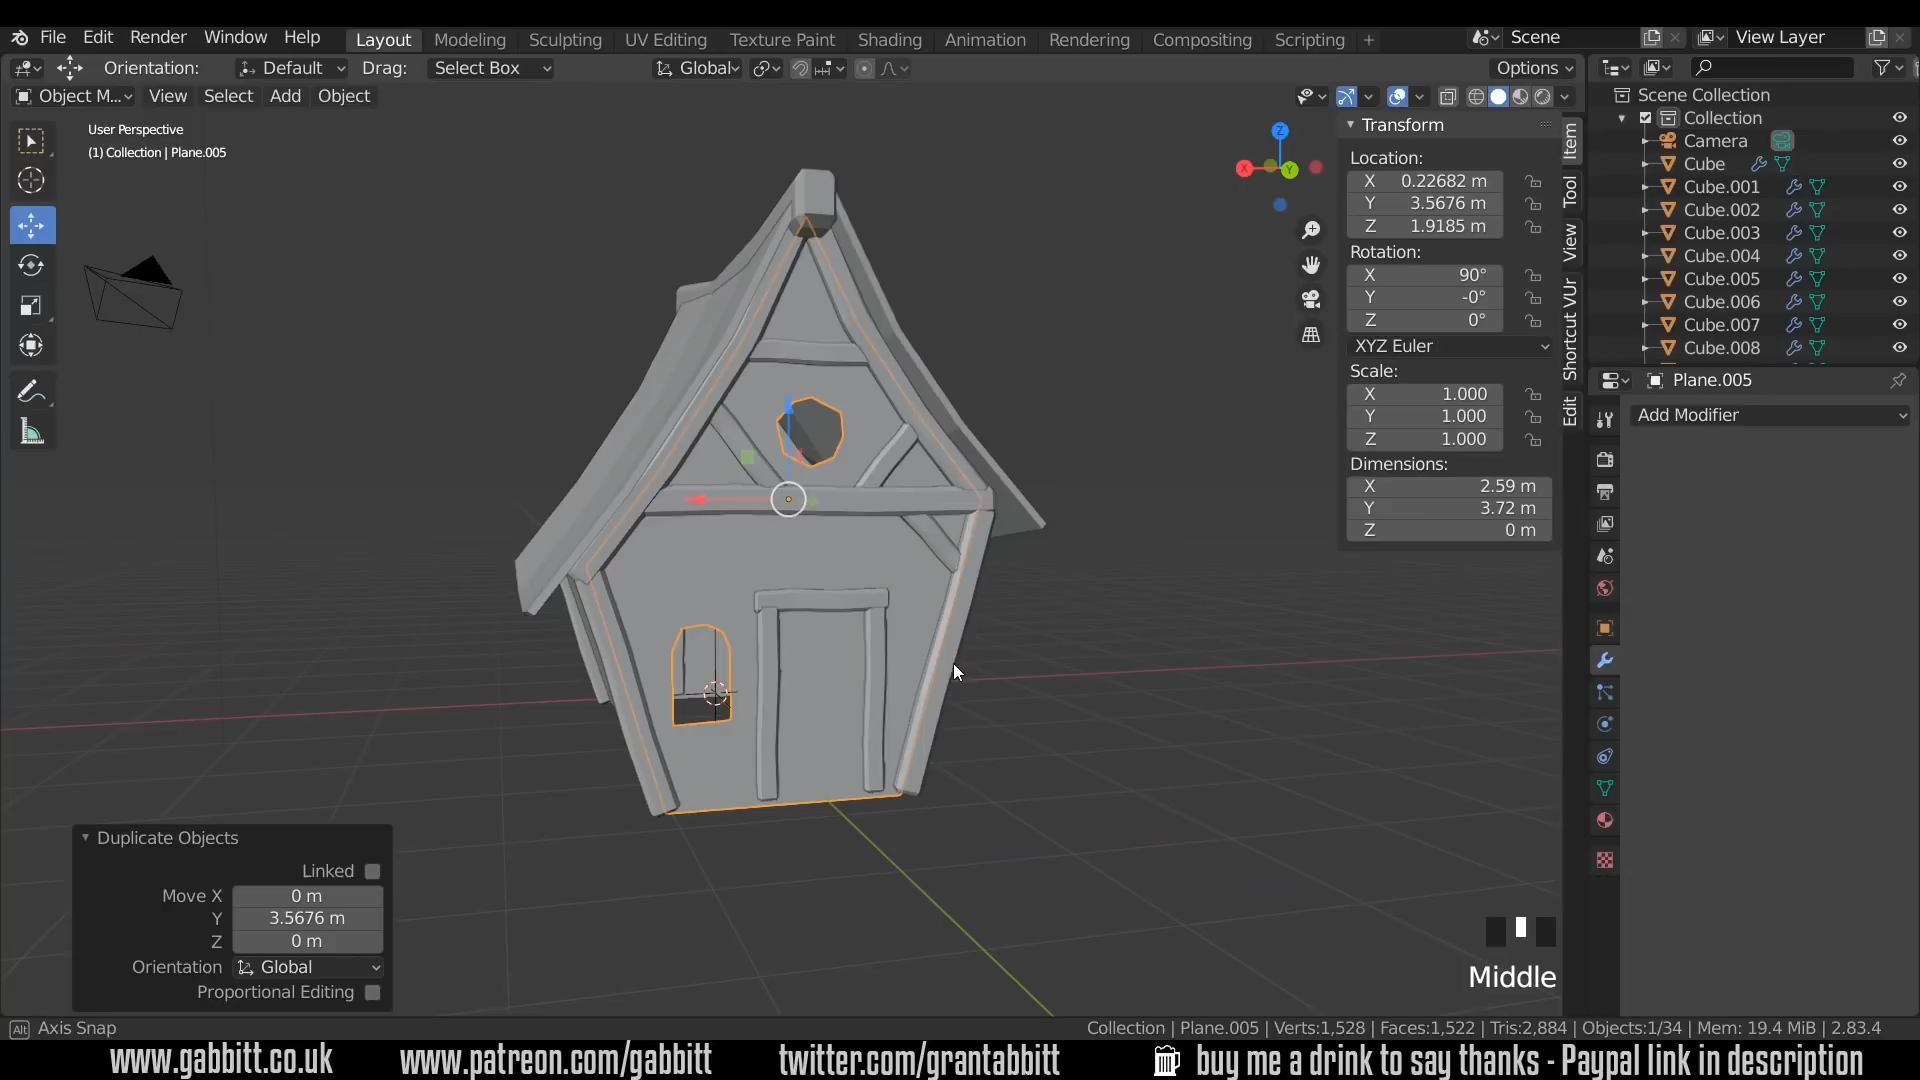 File Edit Render Window Help Layout Modeling Sculpting UV Editing Texture Paint Shading Animation Rendering Compositing Scripting + Scene View Layer
Orientation: Default Drag: Select Box Global Options
Object M... View Select Add Object
User Perspective
(1) Collection | Plane.005
Z
X
Y
Transform
Location:
X 0.22682 m
Y 3.5676 m
Z 1.9185 m
Rotation:
X 90°
Y -0°
Z 0°
XYZ Euler
Scale:
X 1.000
Y 1.000
Z 1.000
Dimensions:
X 2.59 m
Y 3.72 m
Z 0 m
Item
Tool
View
Shortcut VUr
Edit
Scene Collection
Collection
Camera
Cube
Cube.001
Cube.002
Cube.003
Cube.004
Cube.005
Cube.006
Cube.007
Cube.008
Plane.005
Add Modifier
Duplicate Objects
Linked
Move X 0 m
Y 3.5676 m
Z 0 m
Orientation Global
Proportional Editing
Middle
Alt Axis Snap
Collection | Plane.005 | Verts:1,528 | Faces:1,522 | Tris:2,884 | Objects:1/34 | Mem: 19.4 MiB | 2.83.4
www.gabbitt.co.uk www.patreon.com/gabbitt twitter.com/grantabbitt buy me a drink to say thanks - Paypal link in description